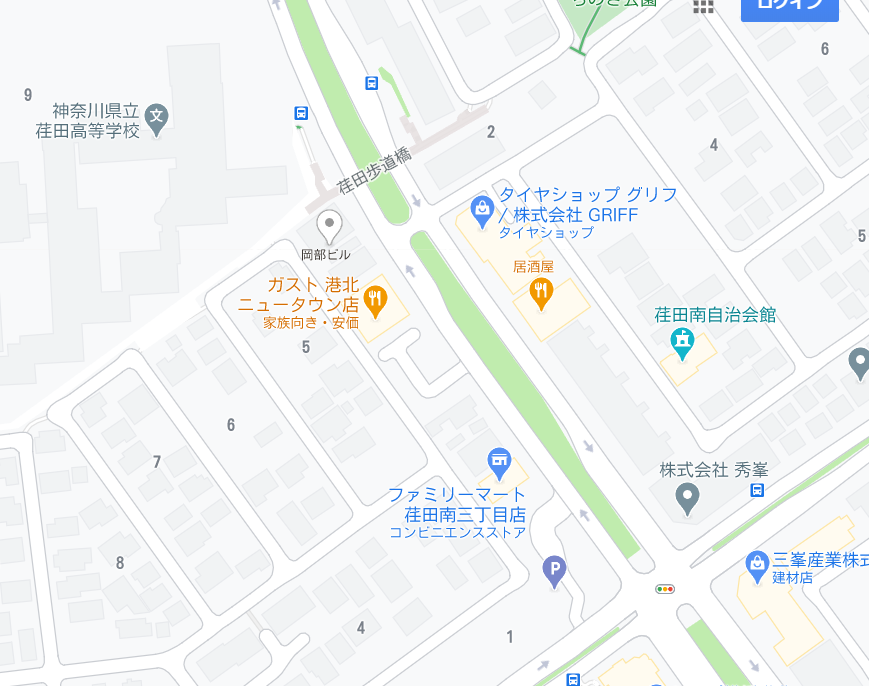 ログイン
6
9
神奈川県立
荏田高等学校
文
2
4
荏田歩道橋
タイヤショップ グリフ
/ 株式会社 GRIFF
タイヤショップ
5
岡部ビル
居酒屋
ガスト 港北
ニュータウン店
家族向き・安価
荏田南自治会館
5
6
7
株式会社 秀峯
ファミリーマート
荏田南三丁目店
コンビニエンスストア
8
P
三峯産業株式
建材店
4
1